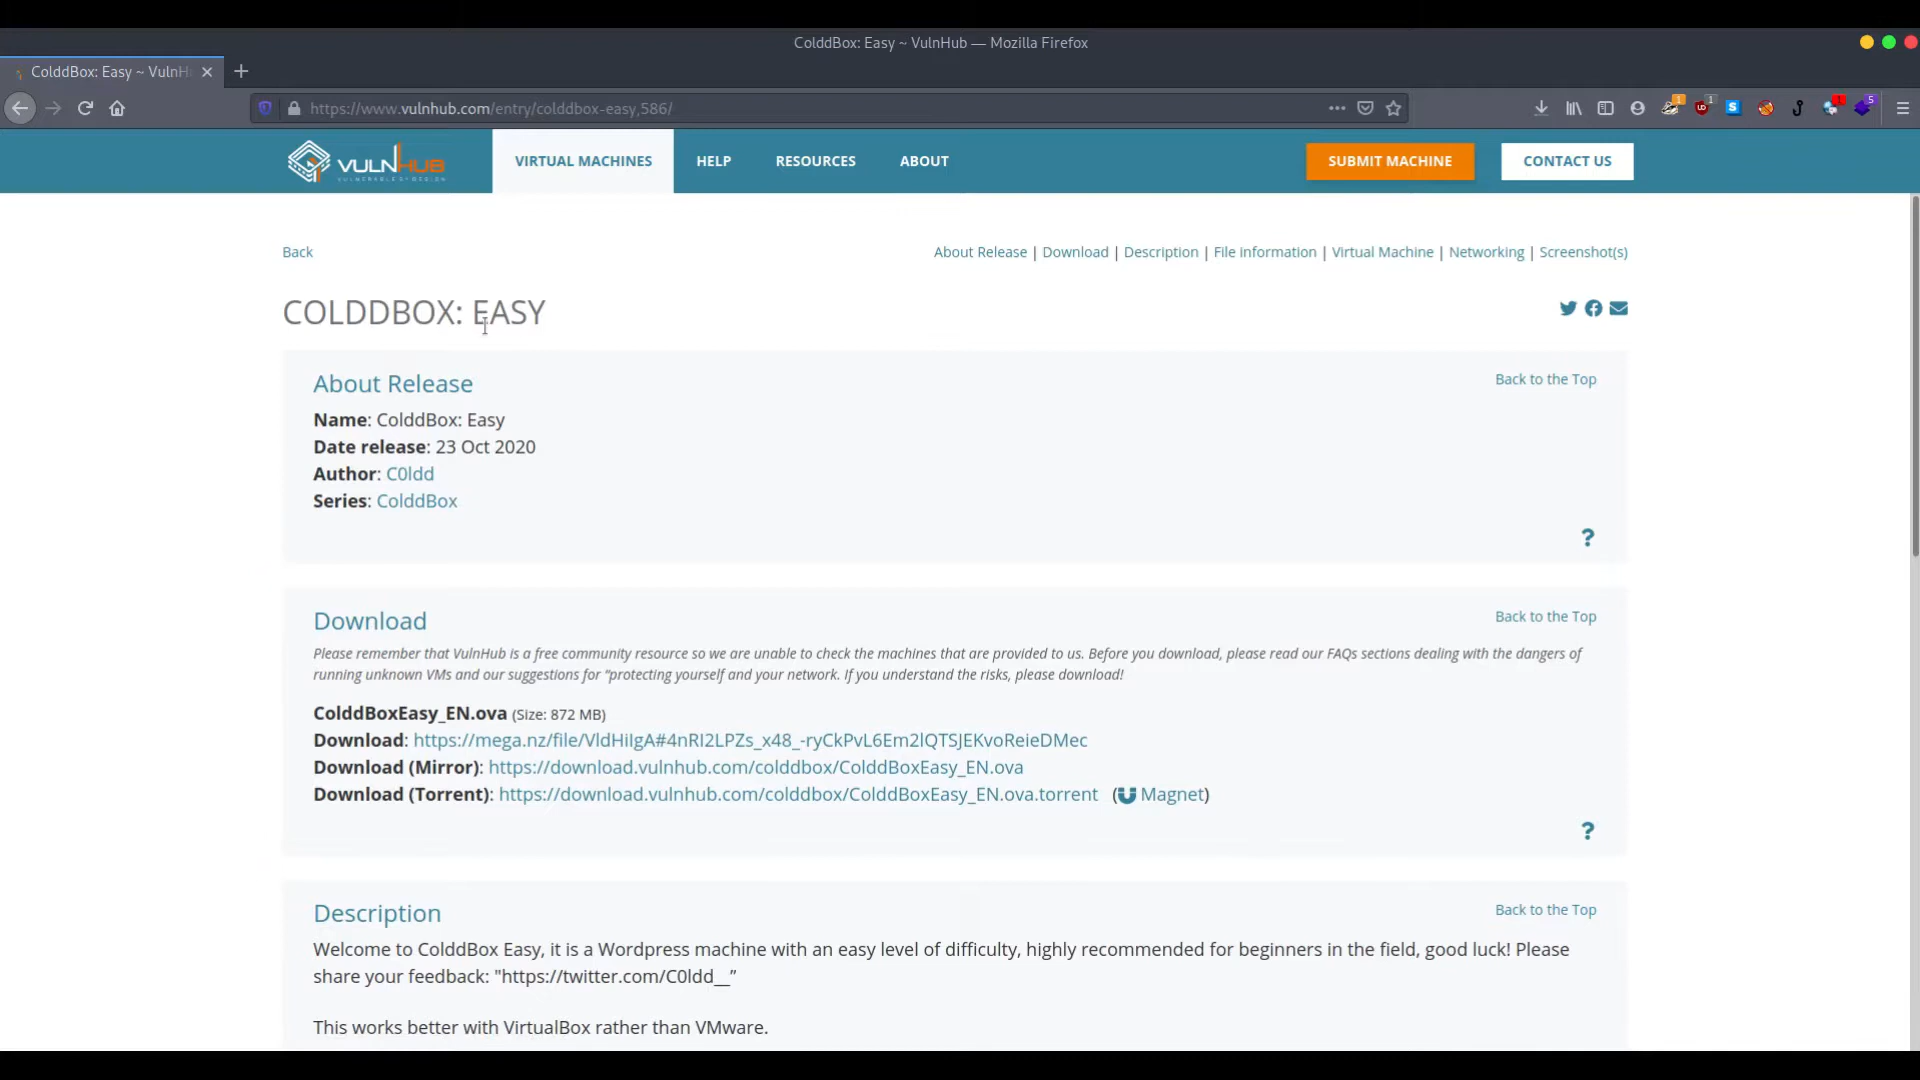 ColddBox: Easy ~ VulnHub — Mozilla Firefox
ColddBox: Easy ~ VulnH
https://www.vulnhub.com/entry/colddbox-easy,586/
1
1
1
5
VULNHUB
VULNERABLE BY DESIGN
VIRTUAL MACHINES
HELP
RESOURCES
ABOUT
SUBMIT MACHINE
CONTACT US
Back
About Release | Download | Description | File information | Virtual Machine | Networking | Screenshot(s)
COLDDBOX: EASY
About Release
Back to the Top
Name: ColddBox: Easy
Date release: 23 Oct 2020
Author: C0ldd
Series: ColddBox
?
Download
Back to the Top
Please remember that VulnHub is a free community resource so we are unable to check the machines that are provided to us. Before you download, please read our FAQs sections dealing with the dangers of
running unknown VMs and our suggestions for "protecting yourself and your network. If you understand the risks, please download!
ColddBoxEasy_EN.ova (Size: 872 MB)
Download: https://mega.nz/file/VldHiIgA#4nRI2LPZs_x48_-ryCkPvL6Em2lQTSJEKvoReieDMec
Download (Mirror): https://download.vulnhub.com/colddbox/ColddBoxEasy_EN.ova
Download (Torrent): https://download.vulnhub.com/colddbox/ColddBoxEasy_EN.ova.torrent (Magnet)
?
Description
Back to the Top
Welcome to ColddBox Easy, it is a Wordpress machine with an easy level of difficulty, highly recommended for beginners in the field, good luck! Please
share your feedback: "https://twitter.com/C0ldd__”
This works better with VirtualBox rather than VMware.